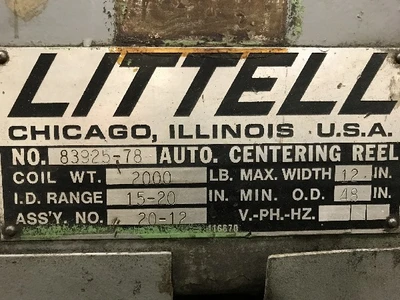 LITTELL
CHICAGO, ILLINOIS U.S.A.
NO. 83925-78 AUTO. CENTERING REEL
COIL WT. 2000 LB. MAX. WIDTH 12 IN.
I.D. RANGE 15-20 IN. MIN. O.D. 48 IN.
ASS'Y. NO. 20-12 V.-PH.-HZ.
116870